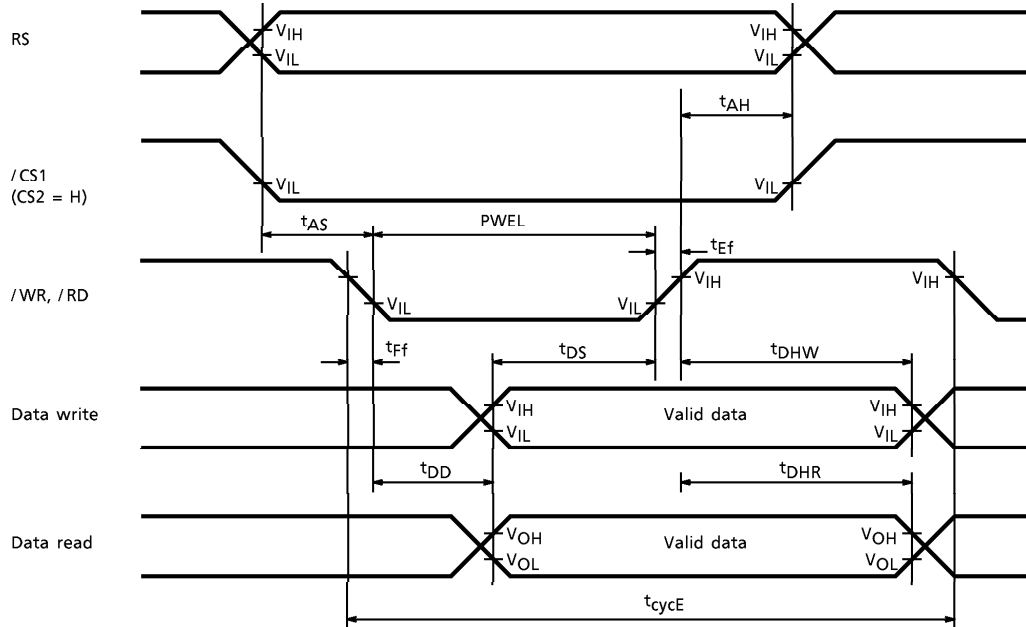 RS
VIH
VIL
VIH
VIL
tAH
/CS1
(CS2 = H)
VIL
VIL
tAS
PWEL
tEf
/WR, /RD
VIL
VIL
VIH
VIH
tFf
tDS
tDHW
Data write
VIH
VIL
Valid data
VIH
VIL
tDD
tDHR
Data read
VOH
VOL
Valid data
VOH
VOL
tcycE